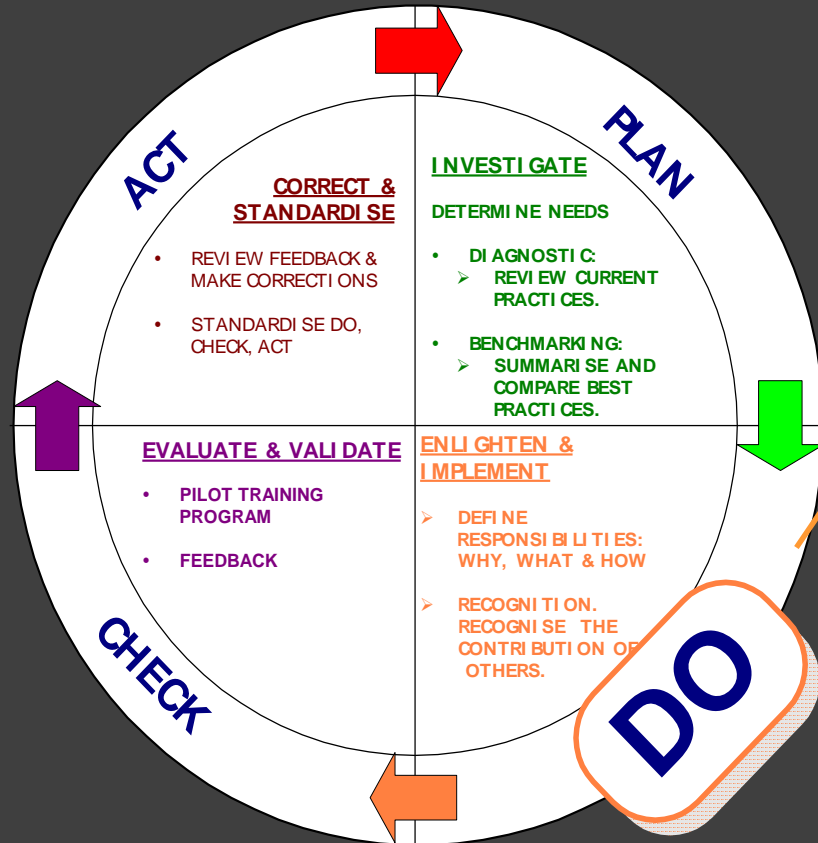 ACT
PLAN
CORRECT &
STANDARDISE
• REVIEW FEEDBACK &
MAKE CORRECTIONS
• STANDARDISE DO,
CHECK, ACT
INVESTIGATE
DETERMINE NEEDS
• DIAGNOSTIC:
➢ REVIEW CURRENT
PRACTICES.
• BENCHMARKING:
➢ SUMMARISE AND
COMPARE BEST
PRACTICES.
EVALUATE & VALIDATE
• PILOT TRAINING
PROGRAM
• FEEDBACK
ENLIGHTEN &
IMPLEMENT
➢ DEFINE
RESPONSIBILITIES:
WHY, WHAT & HOW
➢ RECOGNITION.
RECOGNISE THE
CONTRIBUTION OF
OTHERS.
CHECK
DO